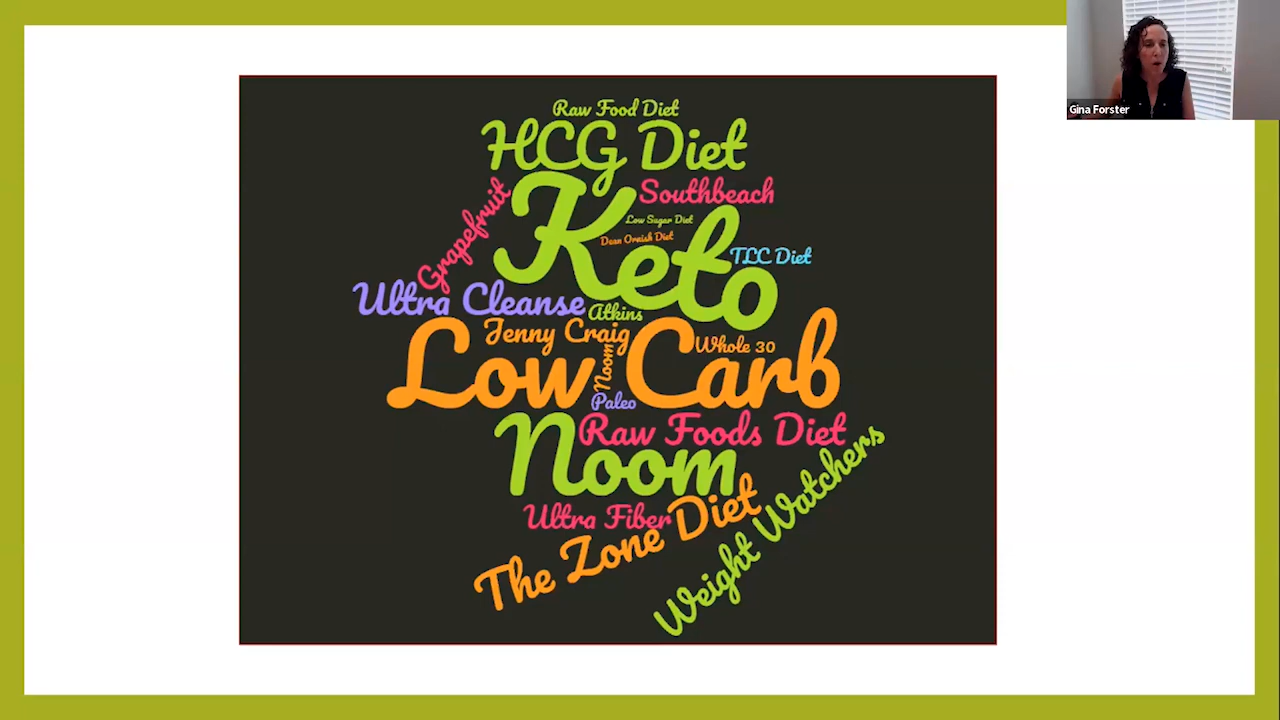 Gina Forster
Raw Food Diet
HCG Diet
Grapefruit
Keto
Southbeach
Low Sugar Diet
Dean Ornish Diet
TLC Diet
Ultra Cleanse
Atkins
Jenny Craig
Low Carb
Noom
Whole 30
Paleo
Noom
Raw Foods Diet
Ultra Fiber
The Zone Diet
Weight Watchers